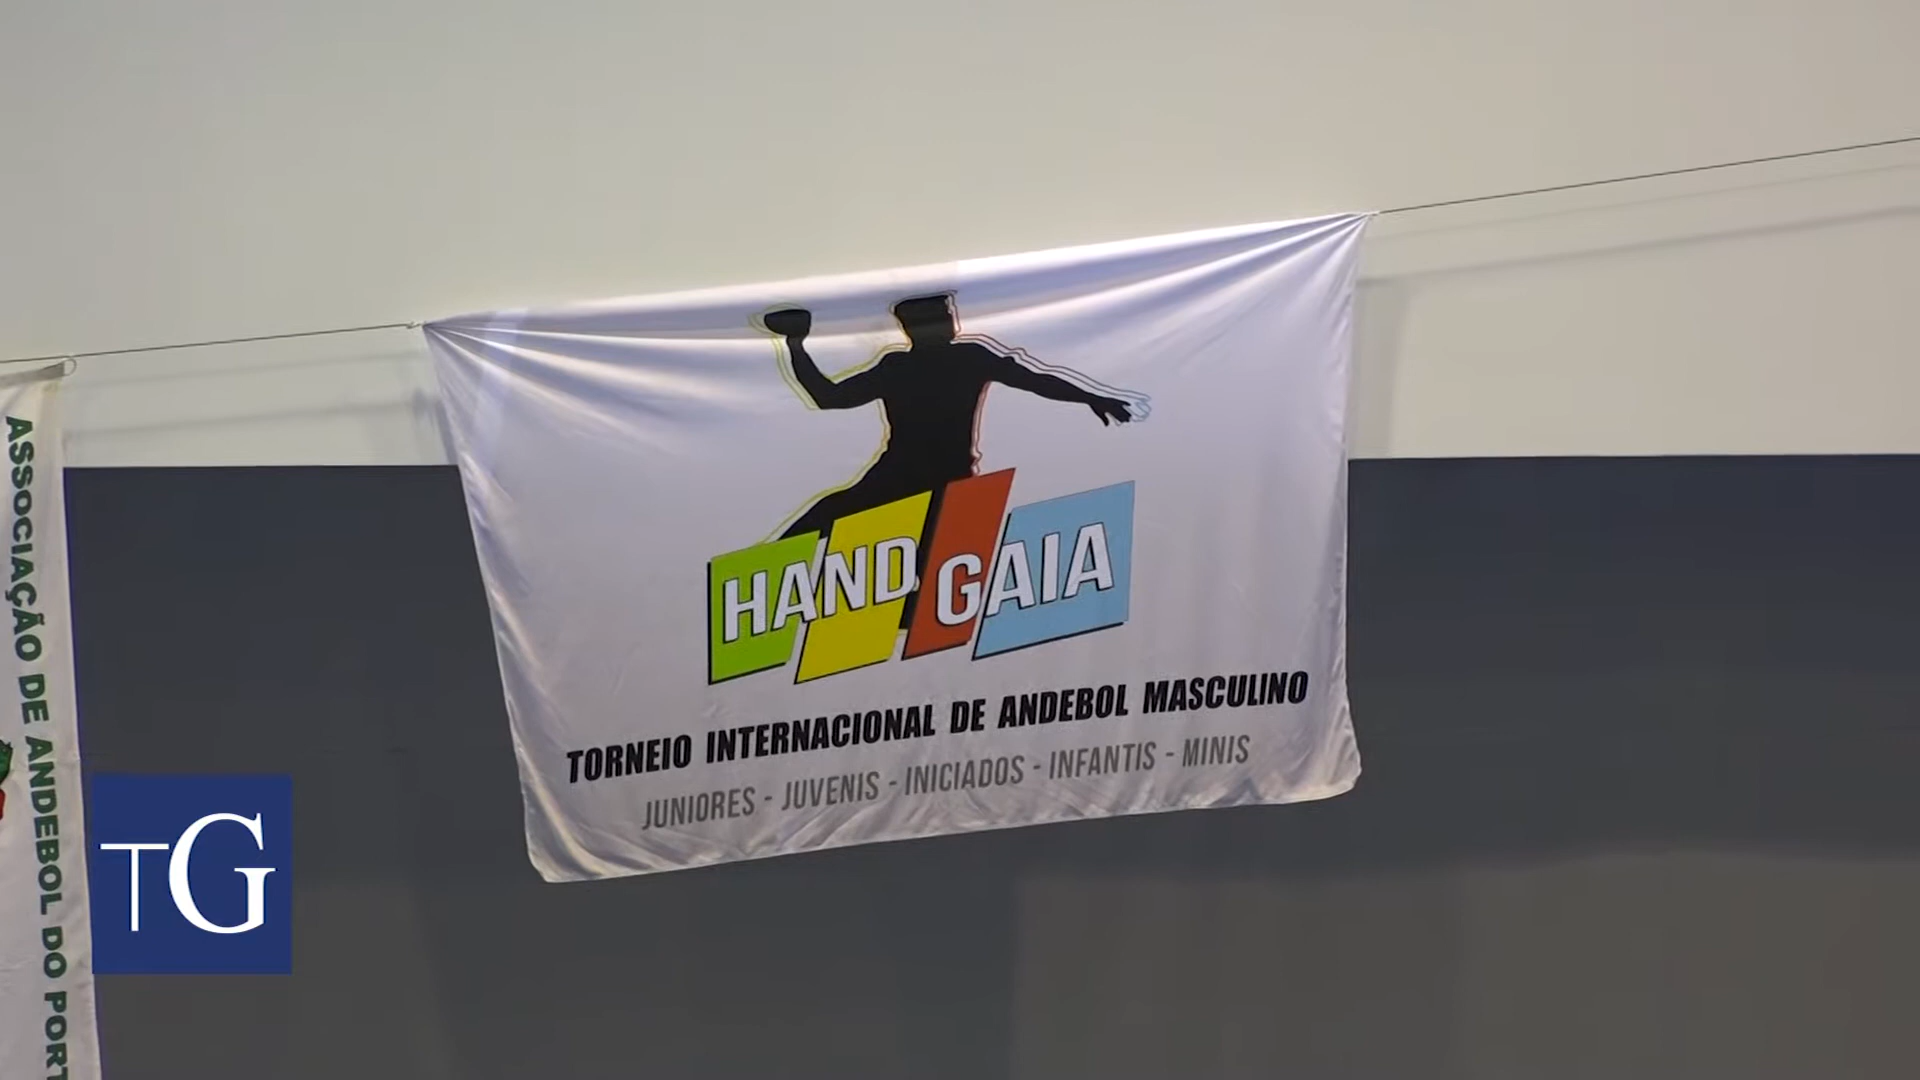 HAND GAIA
TORNEIO INTERNACIONAL DE ANDEBOL MASCULINO
JUNIORES - JUVENIS - INICIADOS - INFANTIS - MINIS
ASSOCIAÇÃO DE ANDEBOL DO PORT
TG